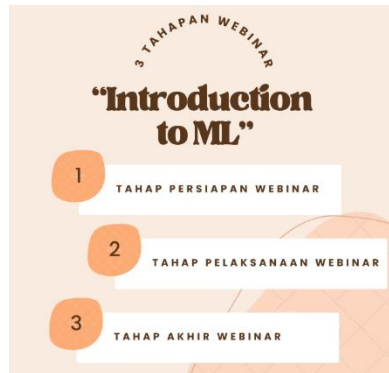 3 TAHAPAN WEBINAR
“Introduction
to ML”
1
TAHAP PERSIAPAN WEBINAR
2
TAHAP PELAKSANAAN WEBINAR
3
TAHAP AKHIR WEBINAR